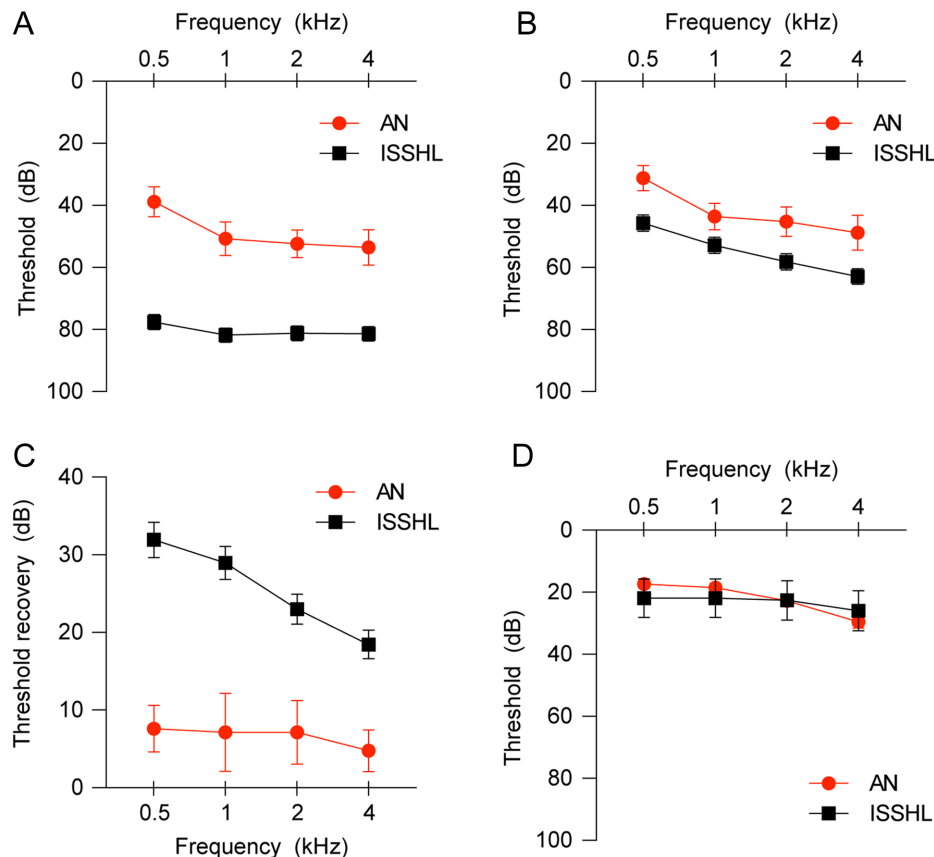 A
Frequency (kHz)
0.5 1 2 4
0
20
40
60
80
100
Threshold (dB)
AN
ISSHL
B
Frequency (kHz)
0.5 1 2 4
0
20
40
60
80
100
Threshold (dB)
AN
ISSHL
C
40
30
20
10
0
Threshold recovery (dB)
AN
ISSHL
0.5 1 2 4
Frequency (kHz)
D
Frequency (kHz)
0.5 1 2 4
0
20
40
60
80
100
Threshold (dB)
AN
ISSHL